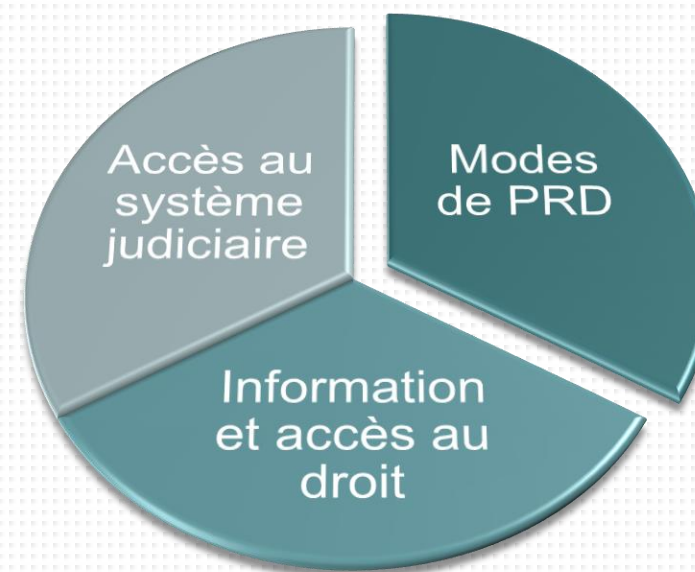 Accès au
système
judiciaire
Modes
de PRD
Information
et accès au
droit